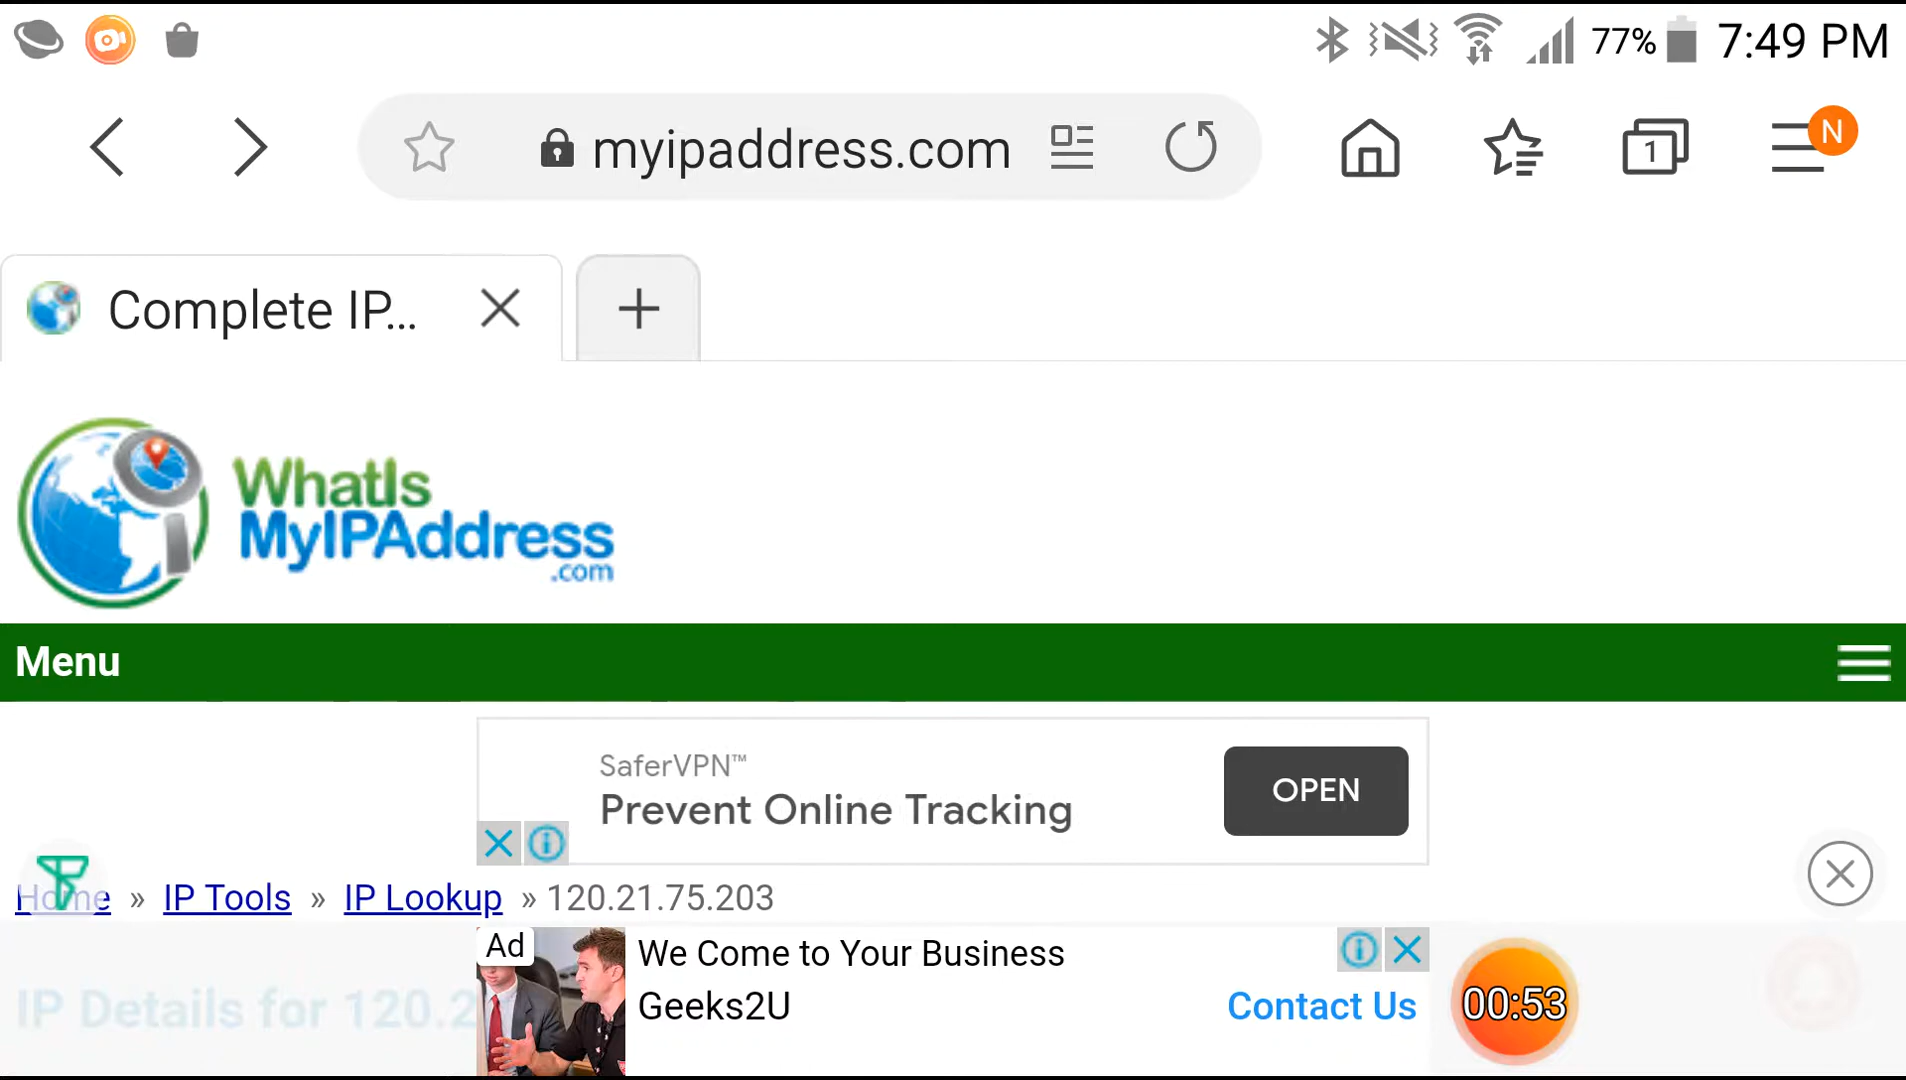 77% 7:49 PM
myipaddress.com
1
N
Complete IP...
WhatIs
MyIPAddress
.com
Menu
SaferVPN™
Prevent Online Tracking
OPEN
Home » IP Tools » IP Lookup » 120.21.75.203
Ad
We Come to Your Business
Geeks2U
Contact Us
00:53
IP Details for 120.2